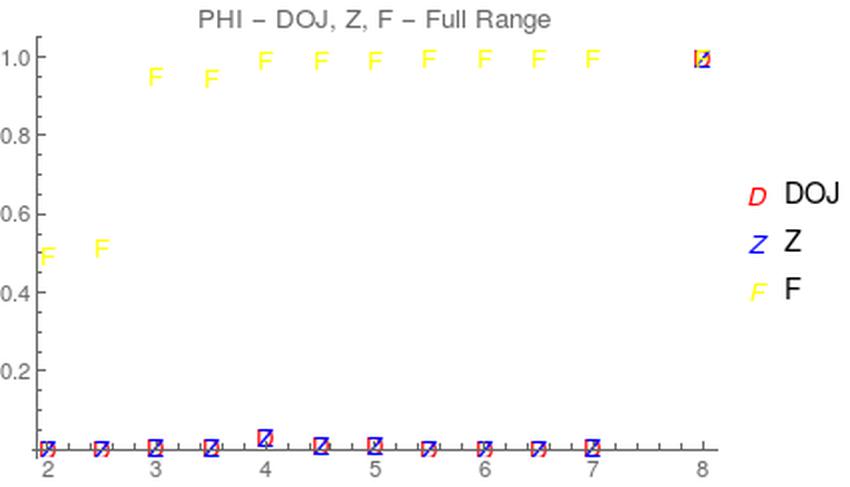 PHI – DOJ, Z, F – Full Range
1.0
0.8
0.6
0.4
0.2
2 3 4 5 6 7 8
F F F F F F F F F F F F
D D D D D D D D D D D D
Z Z Z Z Z Z Z Z Z Z Z Z
D DOJ
Z Z
F F